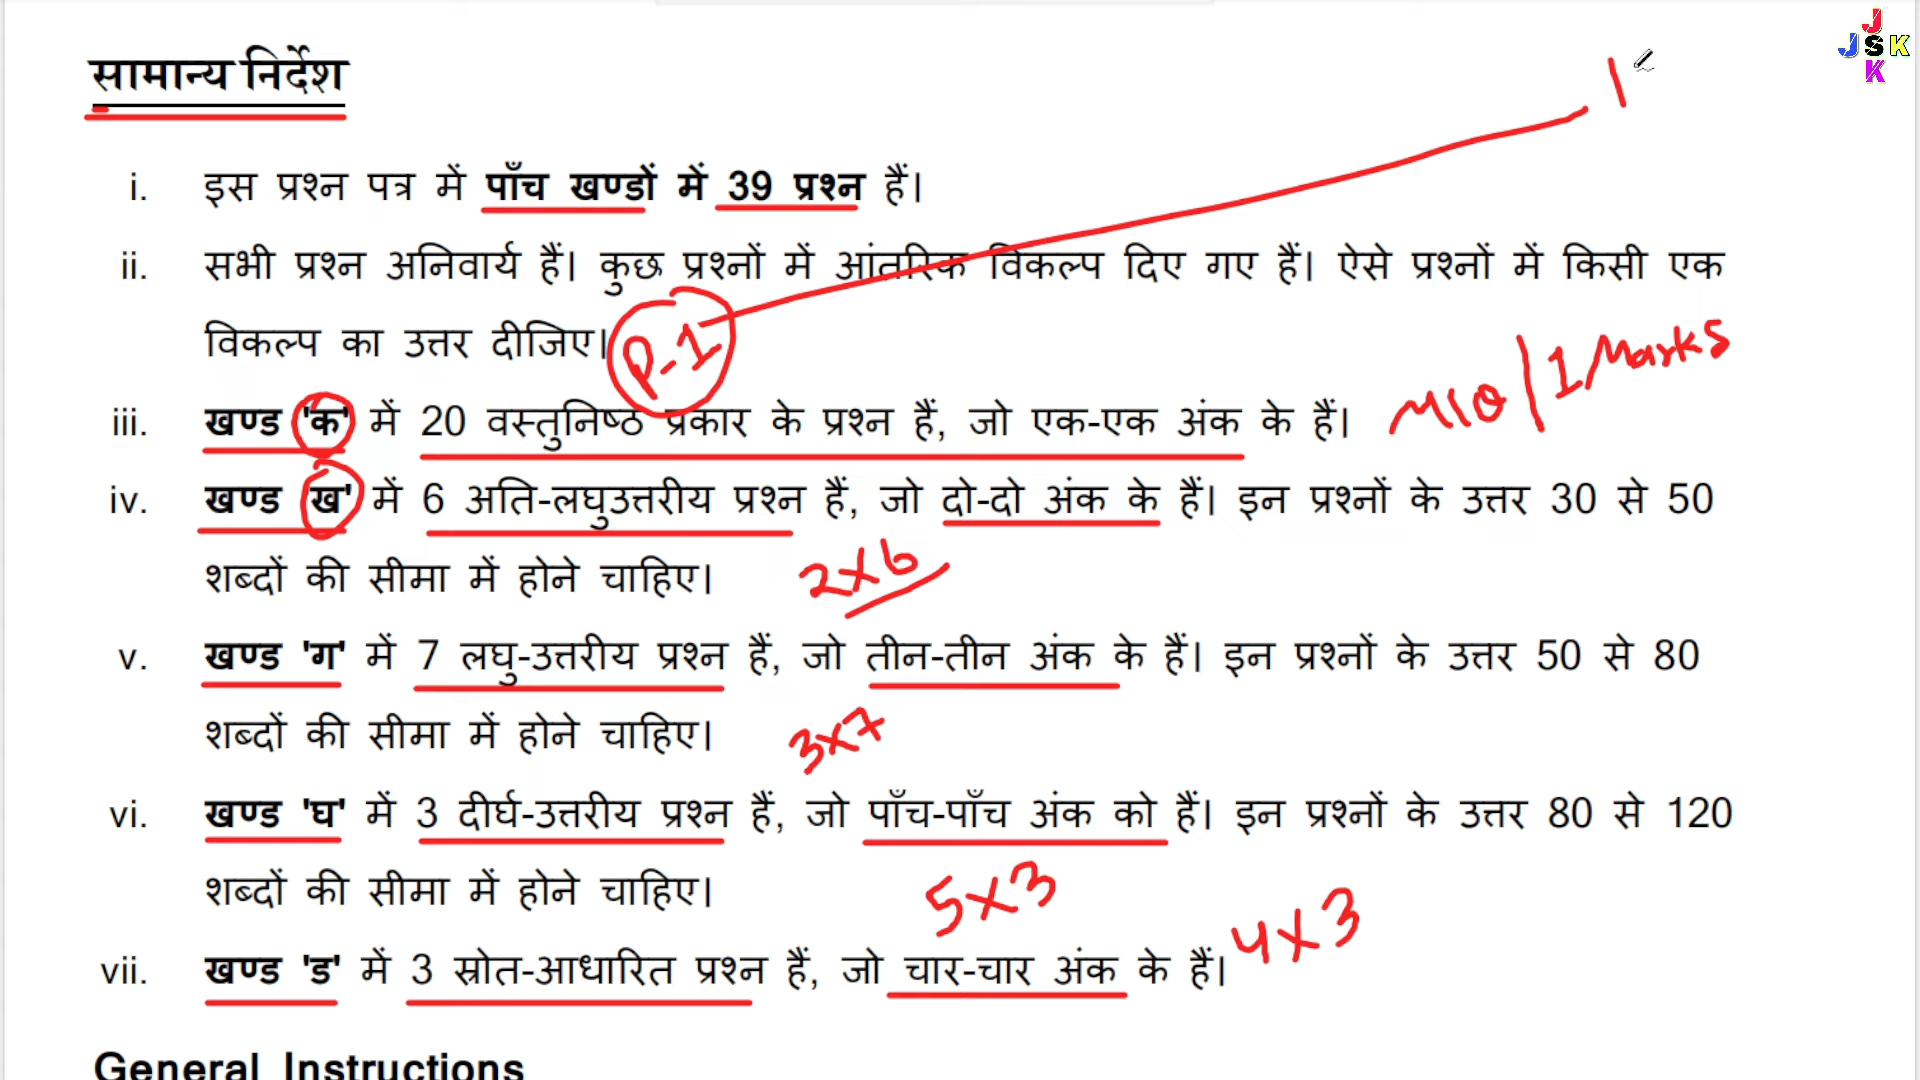 सामान्य निर्देश
J
J S K
K
i. इस प्रश्न पत्र में पाँच खण्डों में 39 प्रश्न हैं।
ii. सभी प्रश्न अनिवार्य हैं। कुछ प्रश्नों में आंतरिक विकल्प दिए गए हैं। ऐसे प्रश्नों में किसी एक
विकल्प का उत्तर दीजिए।
P-1
1 Marks
iii. खण्ड 'क' में 20 वस्तुनिष्ठ प्रकार के प्रश्न हैं, जो एक-एक अंक के हैं।
iv. खण्ड 'ख' में 6 अति-लघुउत्तरीय प्रश्न हैं, जो दो-दो अंक के हैं। इन प्रश्नों के उत्तर 30 से 50
शब्दों की सीमा में होने चाहिए।
2x6
v. खण्ड 'ग' में 7 लघु-उत्तरीय प्रश्न हैं, जो तीन-तीन अंक के हैं। इन प्रश्नों के उत्तर 50 से 80
शब्दों की सीमा में होने चाहिए।
3x7
vi. खण्ड 'घ' में 3 दीर्घ-उत्तरीय प्रश्न हैं, जो पाँच-पाँच अंक को हैं। इन प्रश्नों के उत्तर 80 से 120
शब्दों की सीमा में होने चाहिए।
5x3
4x3
vii. खण्ड 'ड' में 3 स्रोत-आधारित प्रश्न हैं, जो चार-चार अंक के हैं।
General Instructions